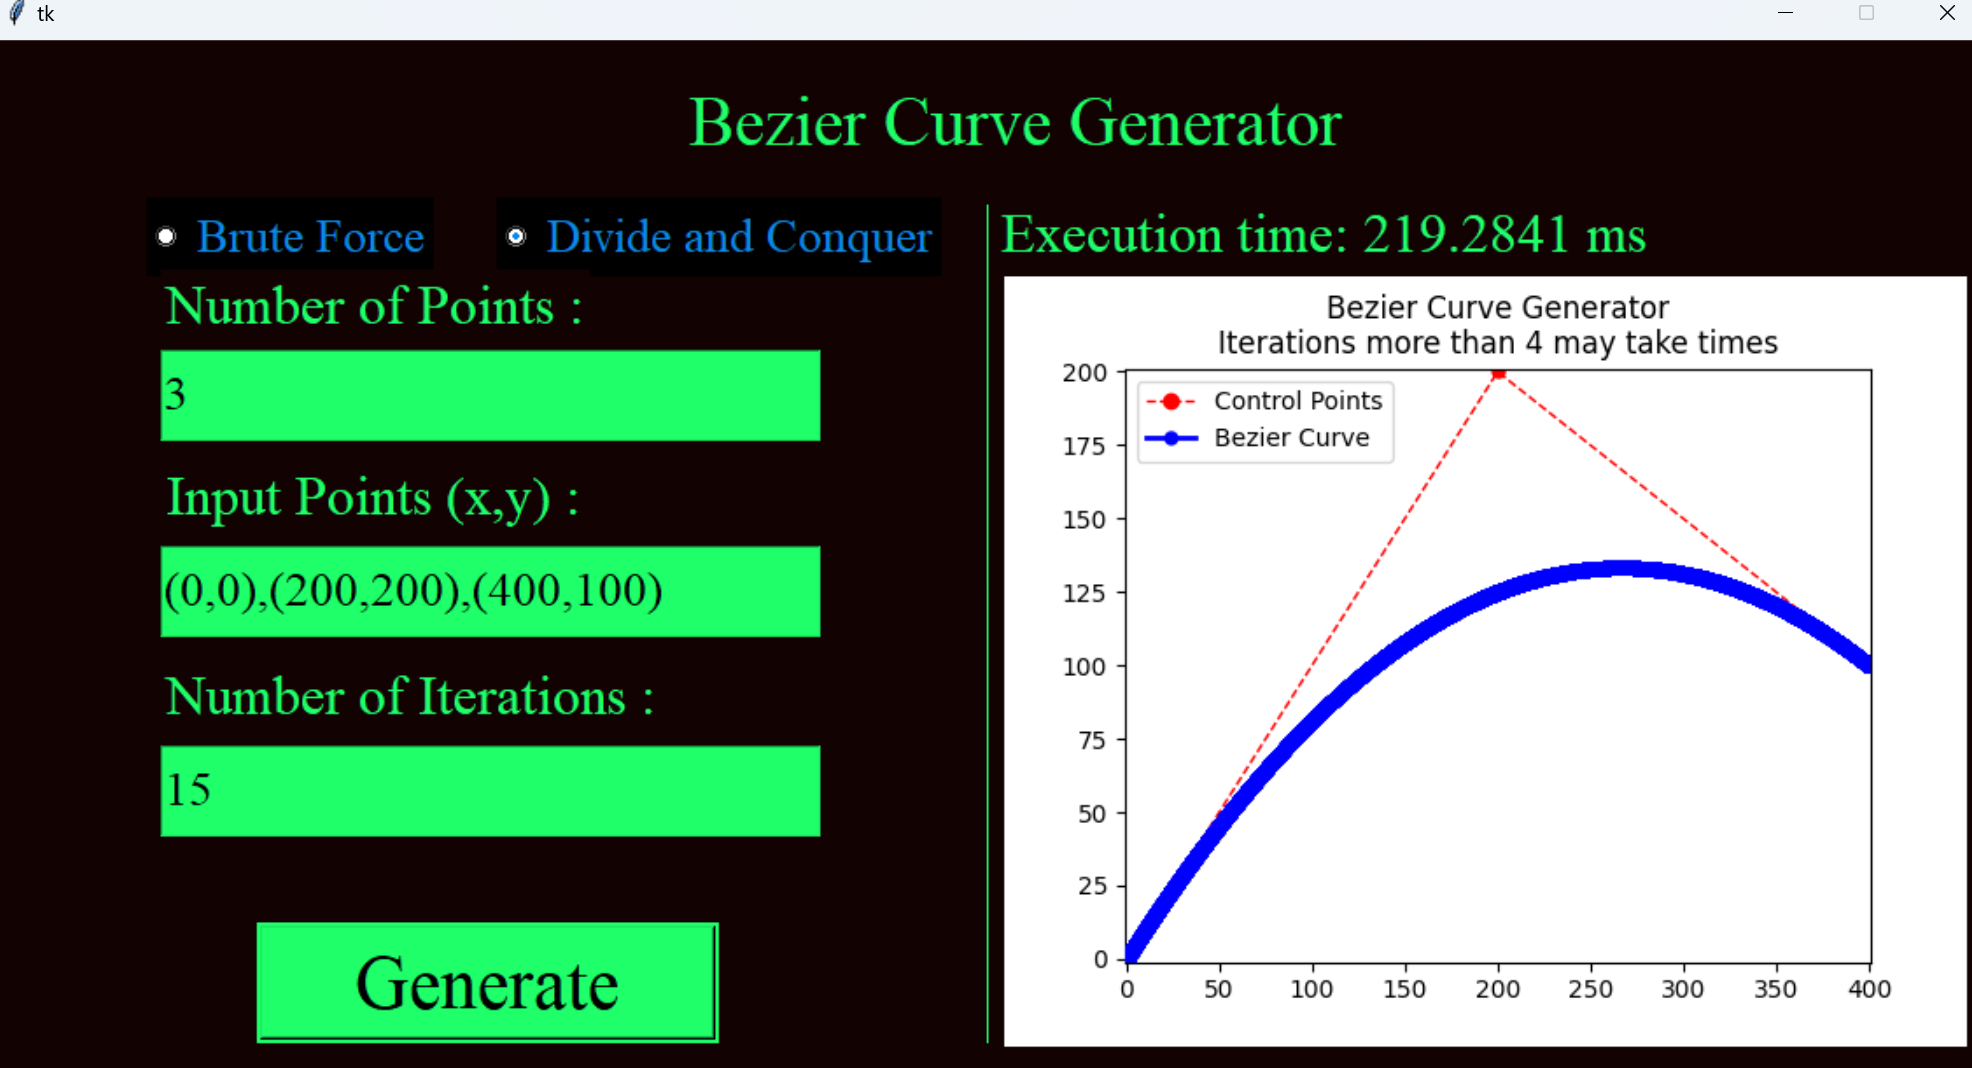 tk
Bezier Curve Generator
Brute Force
Divide and Conquer
Number of Points :
3
Input Points (x,y) :
(0,0),(200,200),(400,100)
Number of Iterations :
15
Generate
Execution time: 219.2841 ms
Bezier Curve Generator
Iterations more than 4 may take times
Control Points
Bezier Curve
200
175
150
125
100
75
50
25
0
0 50 100 150 200 250 300 350 400